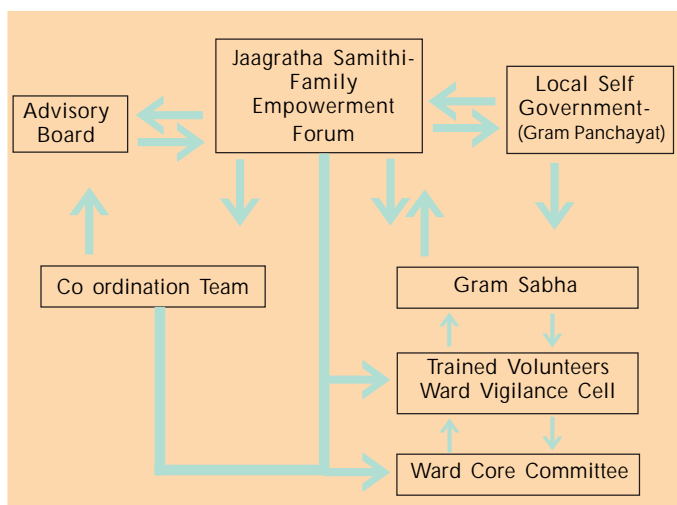 Jaagratha Samithi-
Family
Empowerment
Forum
Advisory
Board
Local Self
Government-
(Gram Panchayat)
Co ordination Team
Gram Sabha
Trained Volunteers
Ward Vigilance Cell
Ward Core Committee